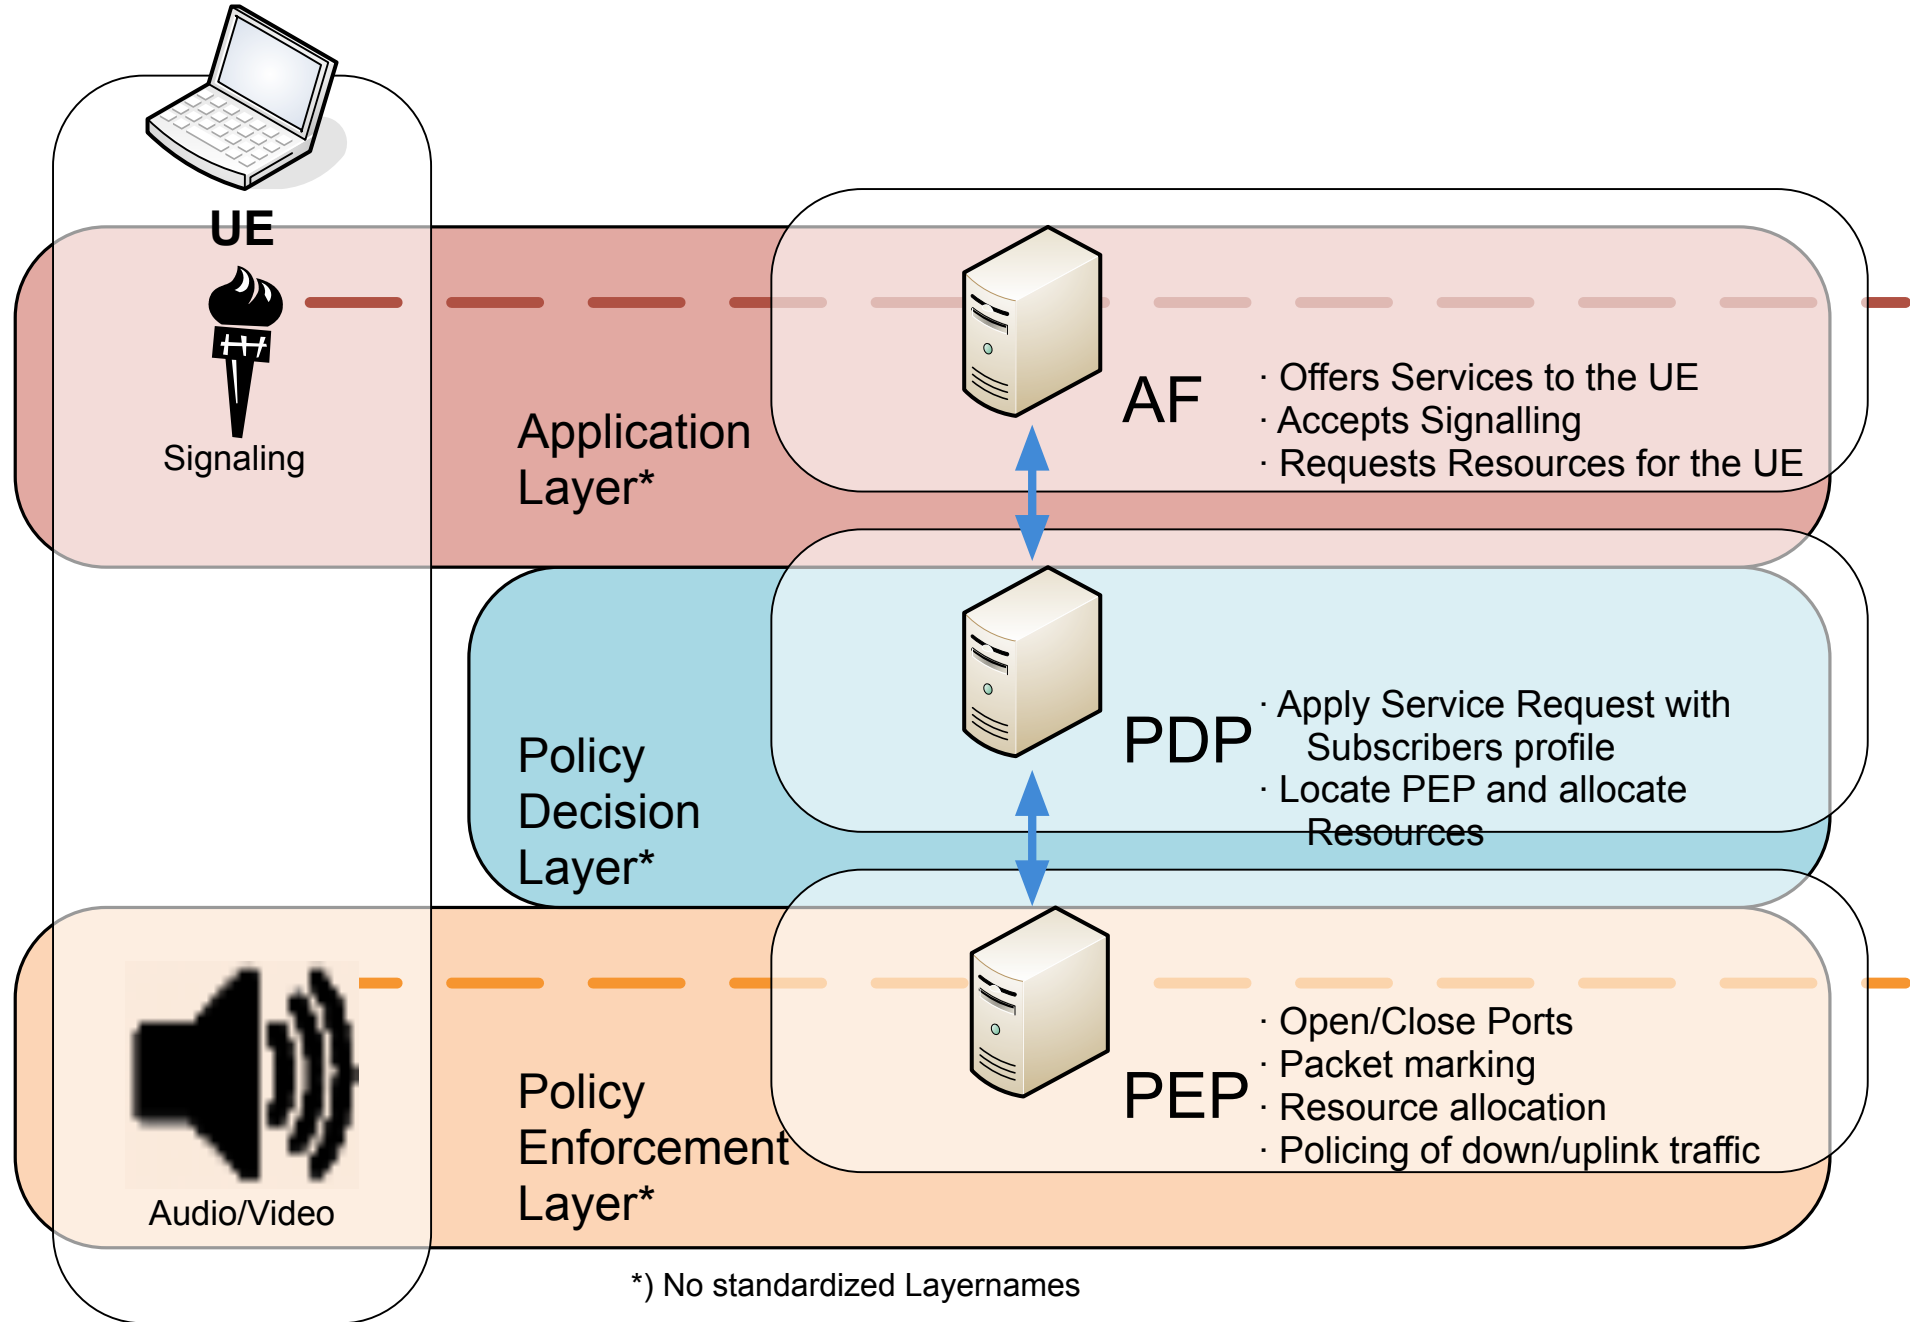 UE
Signaling
Application
Layer*
AF
· Offers Services to the UE
· Accepts Signalling
· Requests Resources for the UE
Policy
Decision
Layer*
PDP
· Apply Service Request with
Subscribers profile
· Locate PEP and allocate
Resources
Audio/Video
Policy
Enforcement
Layer*
PEP
· Open/Close Ports
· Packet marking
· Resource allocation
· Policing of down/uplink traffic
*) No standardized Layernames